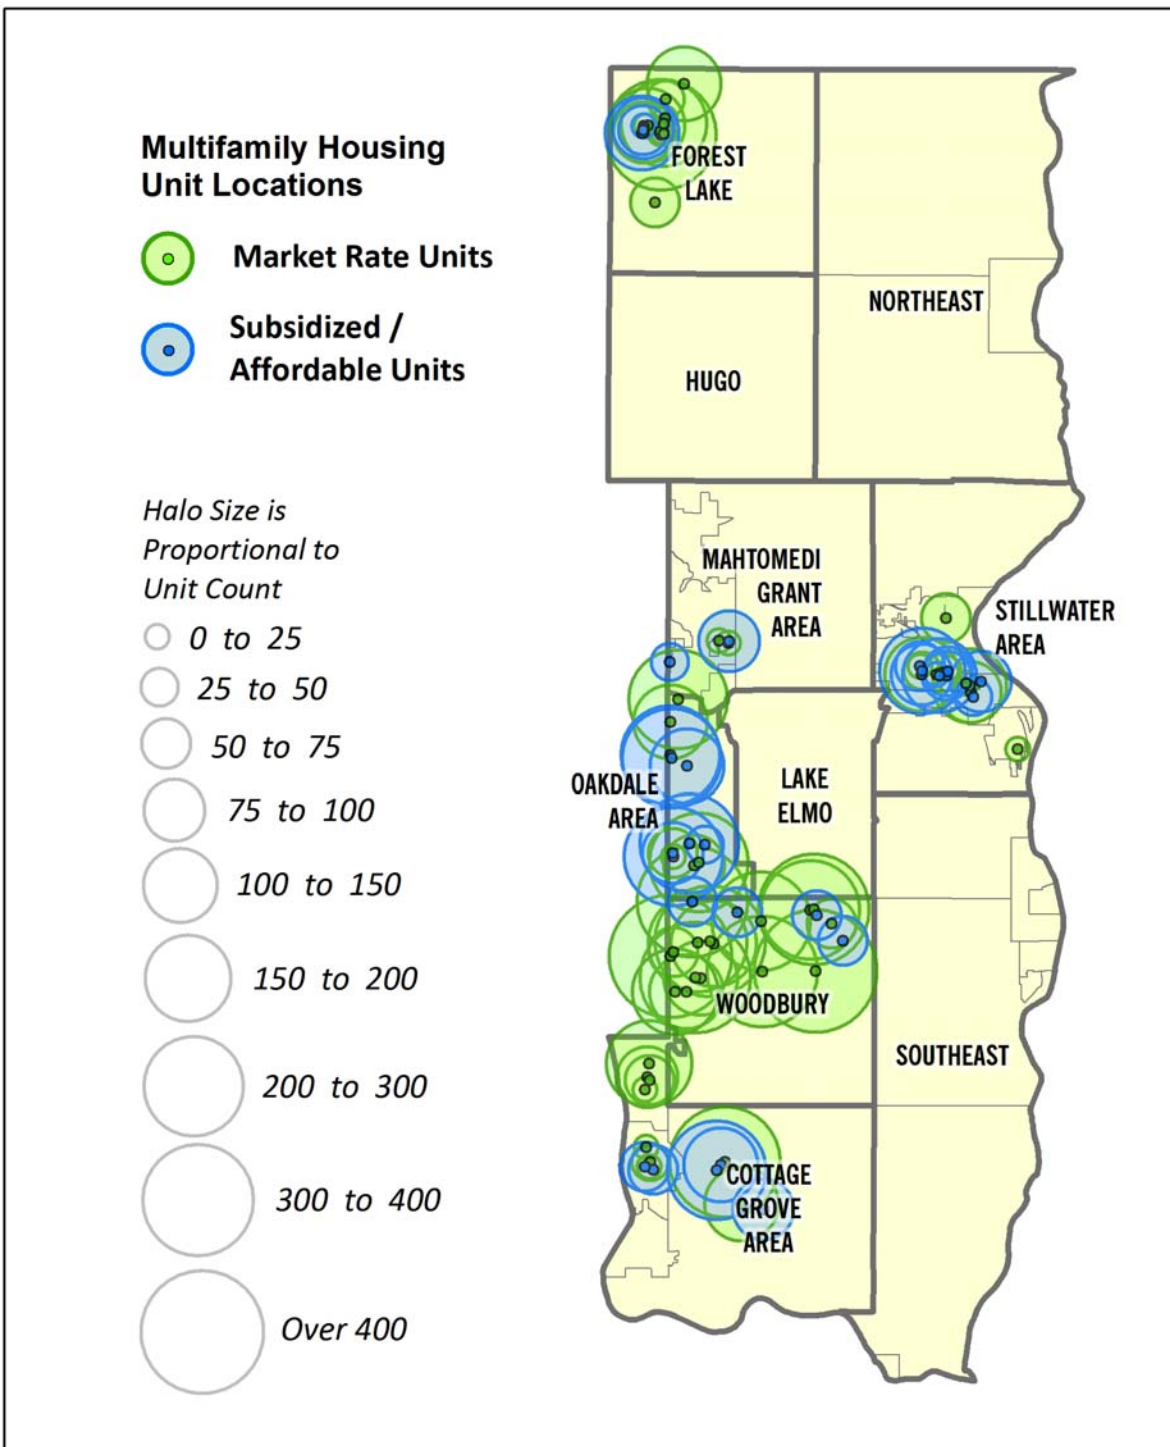 Multifamily Housing
Unit Locations
Market Rate Units
Subsidized /
Affordable Units
Halo Size is
Proportional to
Unit Count
0 to 25
25 to 50
50 to 75
75 to 100
100 to 150
150 to 200
200 to 300
300 to 400
Over 400
FOREST
LAKE
NORTHEAST
HUGO
MAHTOMEDI
GRANT
AREA
STILLWATER
AREA
OAKDALE
AREA
LAKE
ELMO
WOODBURY
SOUTHEAST
COTTAGE
GROVE
AREA